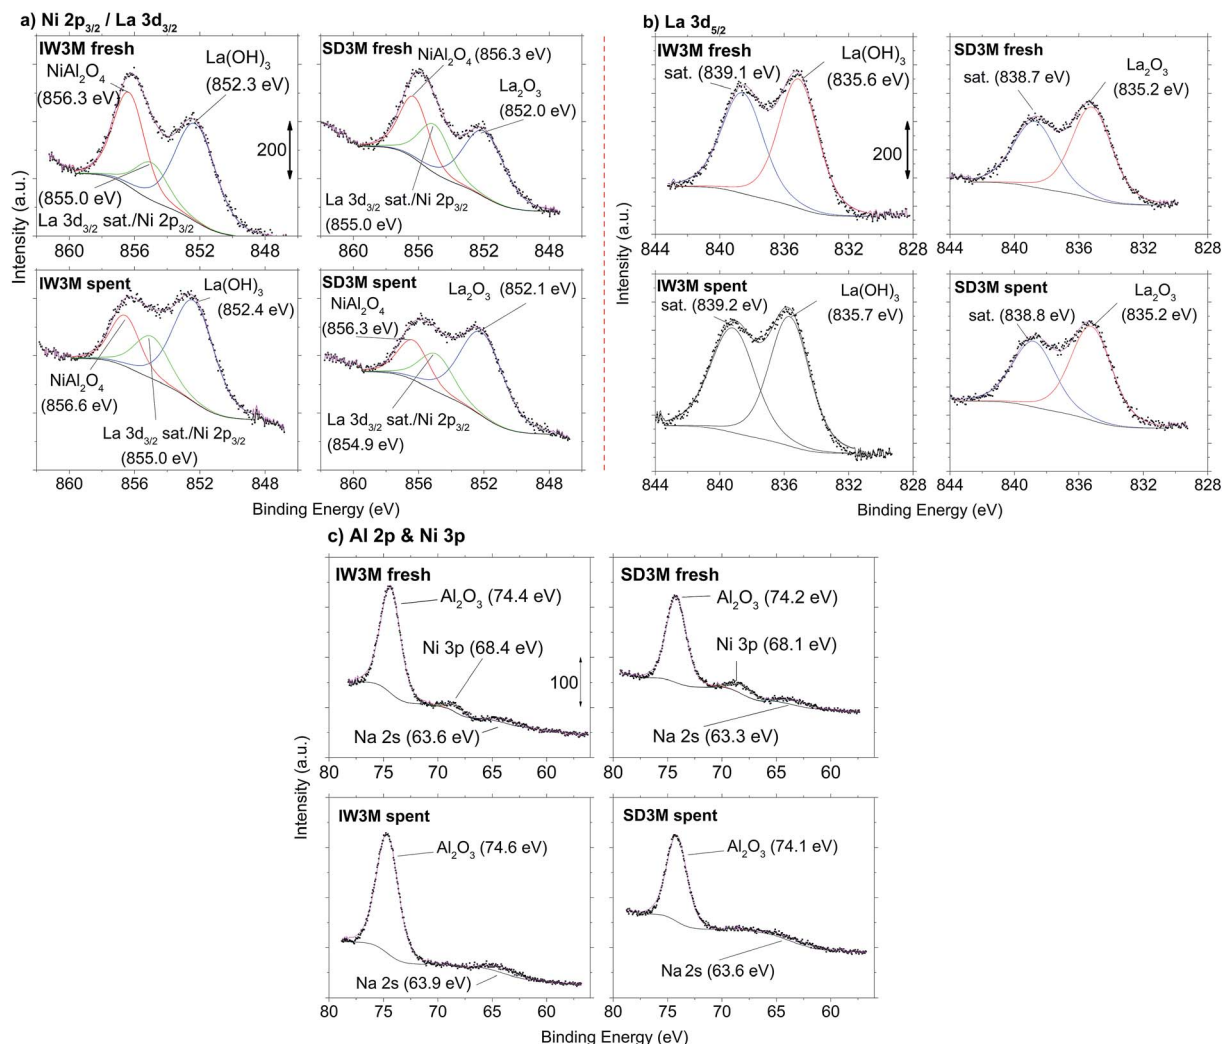 a) Ni 2p3/2 / La 3d3/2
IW3M fresh
NiAl2O4
(856.3 eV)
La(OH)3
(852.3 eV)
200
(855.0 eV)
La 3d3/2 sat./Ni 2p3/2
860 856 852 848
SD3M fresh
NiAl2O4 (856.3 eV)
La2O3
(852.0 eV)
La 3d3/2 sat./Ni 2p3/2
(855.0 eV)
860 856 852 848
Intensity (a.u.)
IW3M spent
La(OH)3
(852.4 eV)
NiAl2O4
(856.6 eV)
La 3d3/2 sat./Ni 2p3/2
(855.0 eV)
860 856 852 848
SD3M spent
La2O3 (852.1 eV)
NiAl2O4
(856.3 eV)
La 3d3/2 sat./Ni 2p3/2
(854.9 eV)
860 856 852 848
Binding Energy (eV)
b) La 3d5/2
IW3M fresh
sat. (839.1 eV)
La(OH)3
(835.6 eV)
200
844 840 836 832 828
SD3M fresh
sat. (838.7 eV)
La2O3
(835.2 eV)
844 840 836 832 828
Intensity (a.u.)
IW3M spent
sat. (839.2 eV)
La(OH)3
(835.7 eV)
844 840 836 832 828
SD3M spent
sat. (838.8 eV)
La2O3
(835.2 eV)
844 840 836 832 828
Binding Energy (eV)
c) Al 2p & Ni 3p
IW3M fresh
Al2O3 (74.4 eV)
Ni 3p (68.4 eV)
100
Na 2s (63.6 eV)
80 75 70 65 60
SD3M fresh
Al2O3 (74.2 eV)
Ni 3p (68.1 eV)
Na 2s (63.3 eV)
80 75 70 65 60
Intensity (a.u.)
IW3M spent
Al2O3 (74.6 eV)
Na 2s (63.9 eV)
80 75 70 65 60
SD3M spent
Al2O3 (74.1 eV)
Na 2s (63.6 eV)
80 75 70 65 60
Binding Energy (eV)